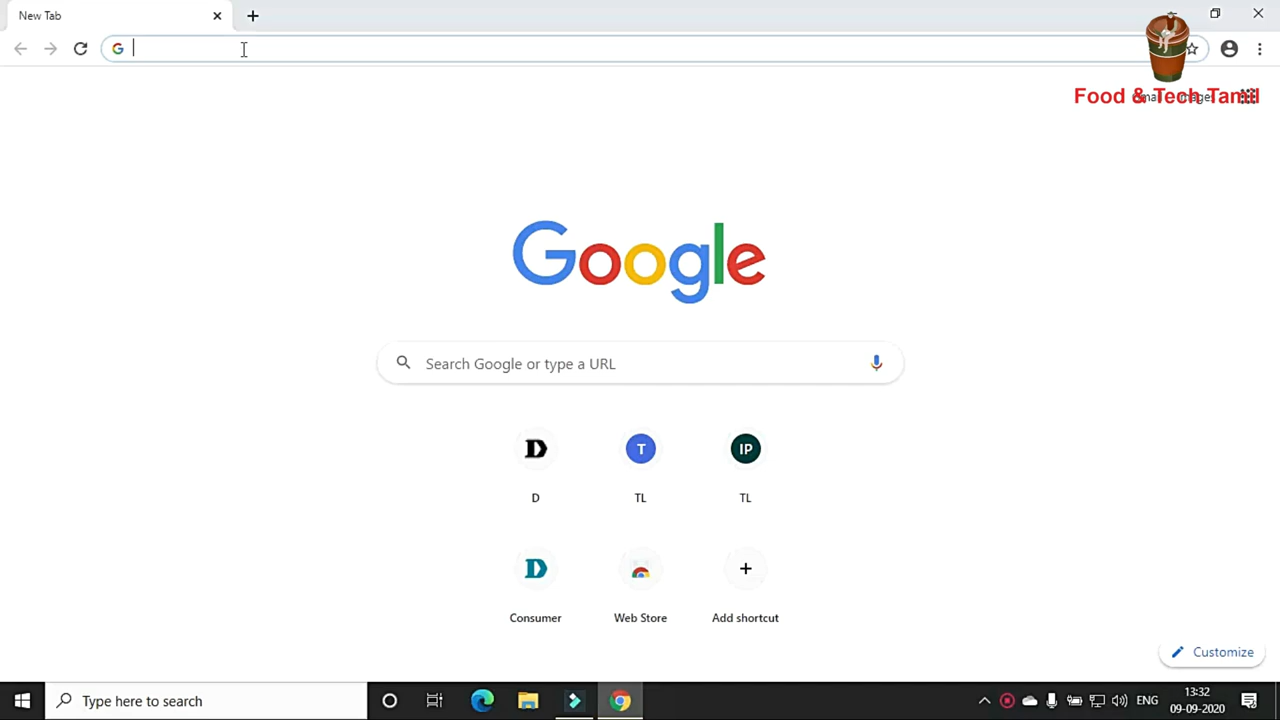 New Tab
Food & Tech Tamil
Google
Search Google or type a URL
T
IP
D
TL
TL
Consumer
Web Store
Add shortcut
Customize
Type here to search
ENG
13:32
09-09-2020